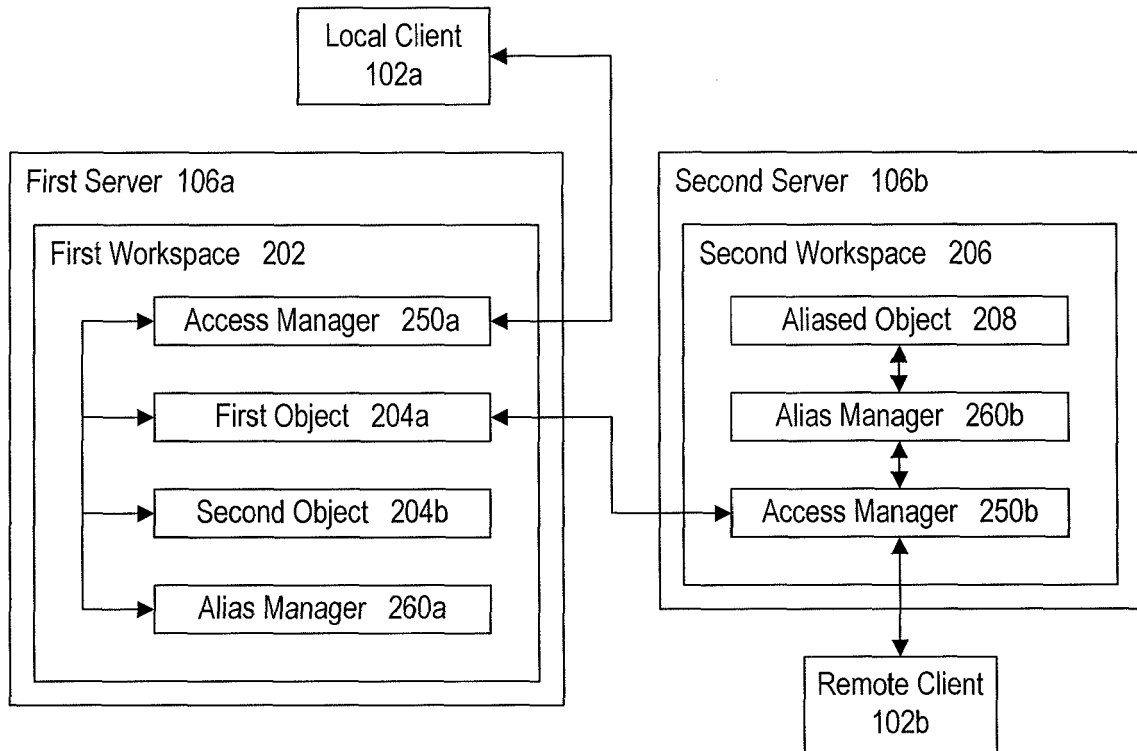 Local Client
102a
First Server 106a
First Workspace 202
Access Manager 250a
First Object 204a
Second Object 204b
Alias Manager 260a
Second Server 106b
Second Workspace 206
Aliased Object 208
Alias Manager 260b
Access Manager 250b
Remote Client
102b